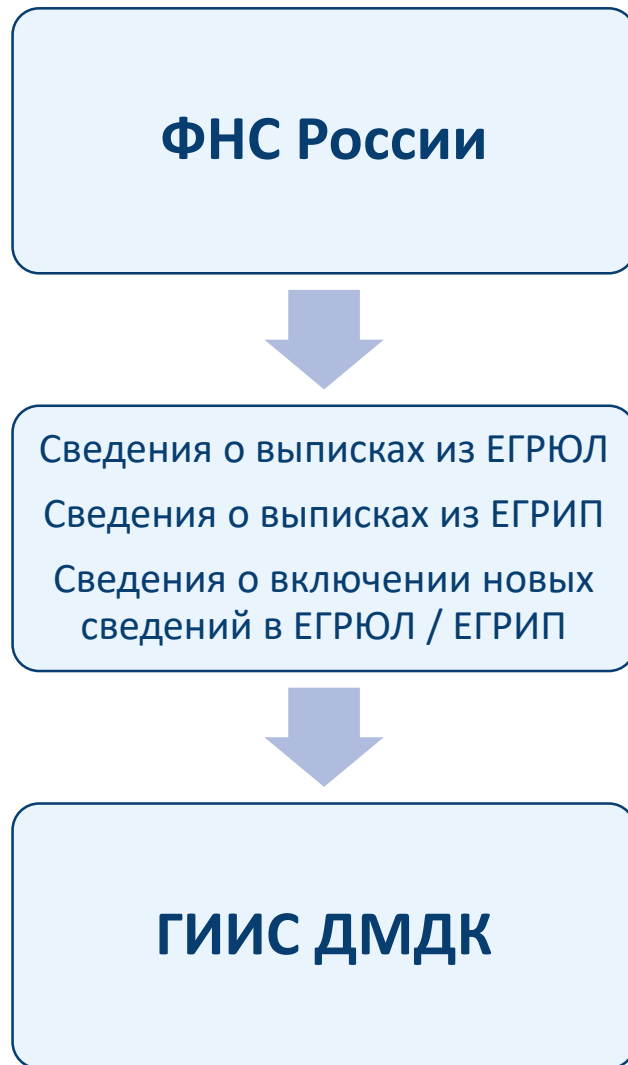 ФНС России
Сведения о выписках из ЕГРЮЛ
Сведения о выписках из ЕГРИП
Сведения о включении новых
сведений в ЕГРЮЛ / ЕГРИП
ГИИС ДМДК